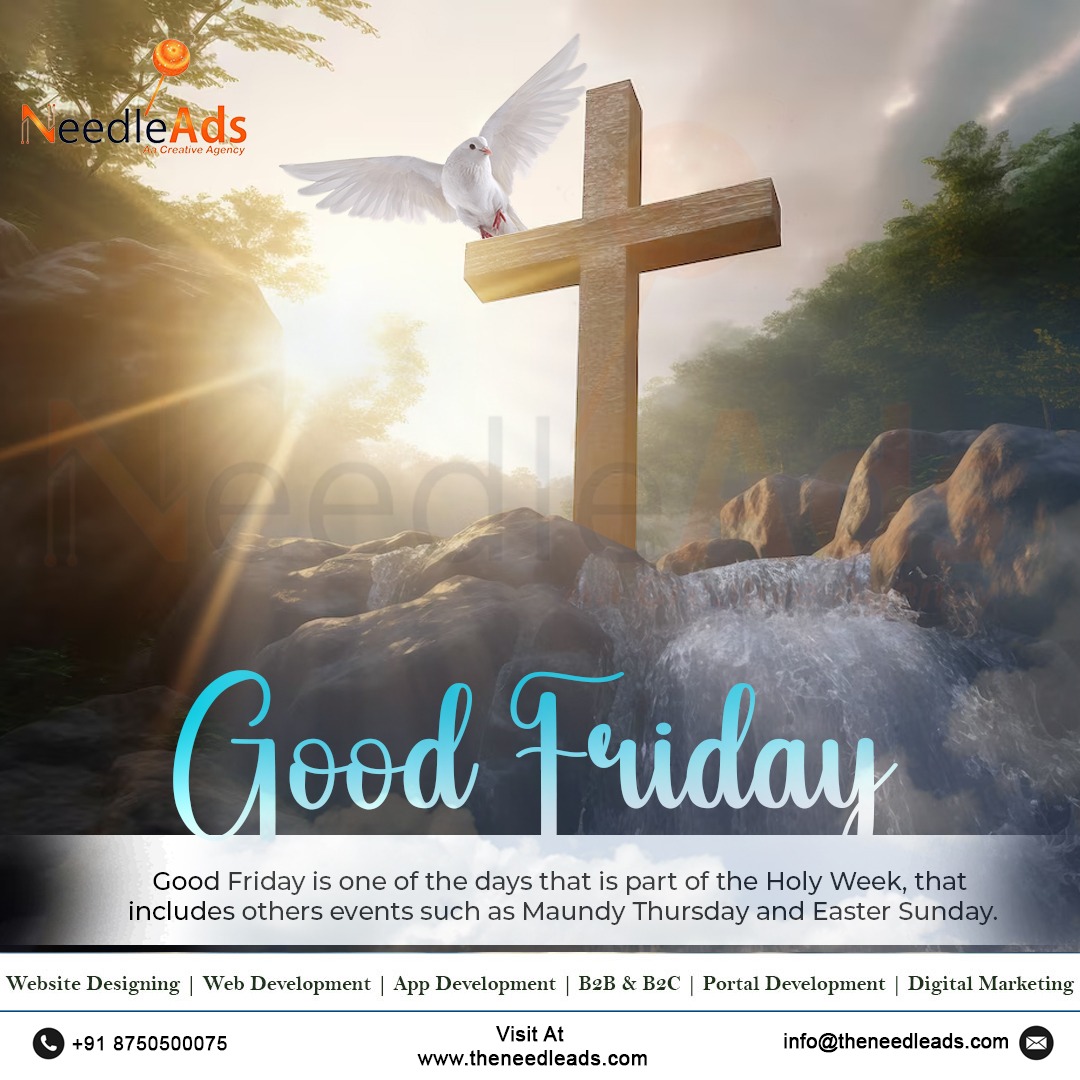 NeedleAds
Aa Creative Agency
NeedleAd
Good Friday
Good Friday is one of the days that is part of the Holy Week, that
includes others events such as Maundy Thursday and Easter Sunday.
Website Designing | Web Development | App Development | B2B & B2C | Portal Development | Digital Marketing
+91 8750500075
Visit At
www.theneedleads.com
info@theneedleads.com